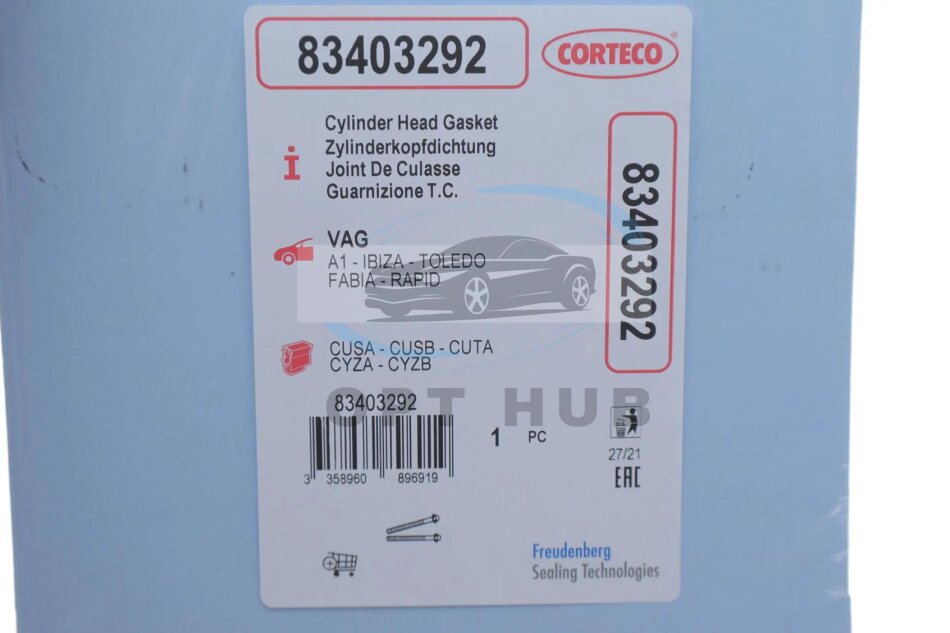 83403292
CORTECO
Cylinder Head Gasket
Zylinderkopfdichtung
Joint De Culasse
Guarnizione T.C.
83403292
VAG
A1 - IBIZA - TOLEDO
FABIA - RAPID
CUSA - CUSB - CUTA
CYZA - CYZB
OPT HUB
83403292
1 PC
3 358960 896919
27/21
EAC
Freudenberg
Sealing Technologies